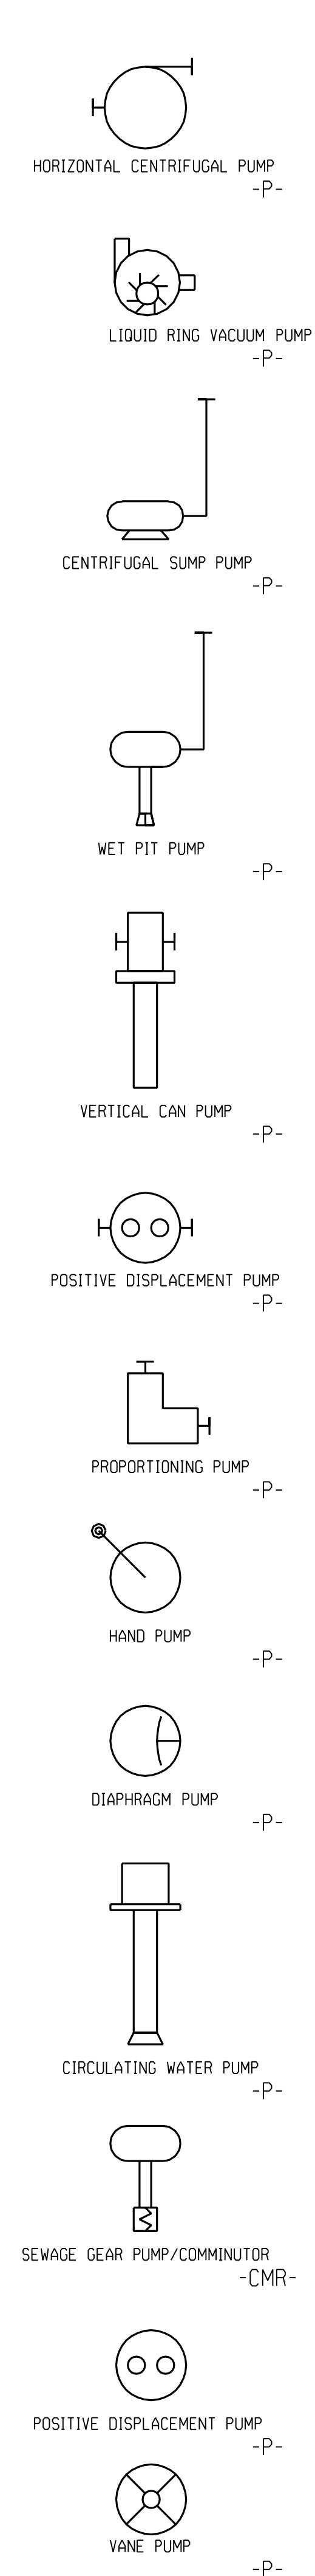 HORIZONTAL CENTRIFUGAL PUMP
-P-
LIQUID RING VACUUM PUMP
-P-
CENTRIFUGAL SUMP PUMP
-P-
WET PIT PUMP
-P-
VERTICAL CAN PUMP
-P-
POSITIVE DISPLACEMENT PUMP
-P-
PROPORTIONING PUMP
-P-
HAND PUMP
-P-
DIAPHRAGM PUMP
-P-
CIRCULATING WATER PUMP
-P-
SEWAGE GEAR PUMP/COMMINUTOR
-CMR-
POSITIVE DISPLACEMENT PUMP
-P-
VANE PUMP
-P-